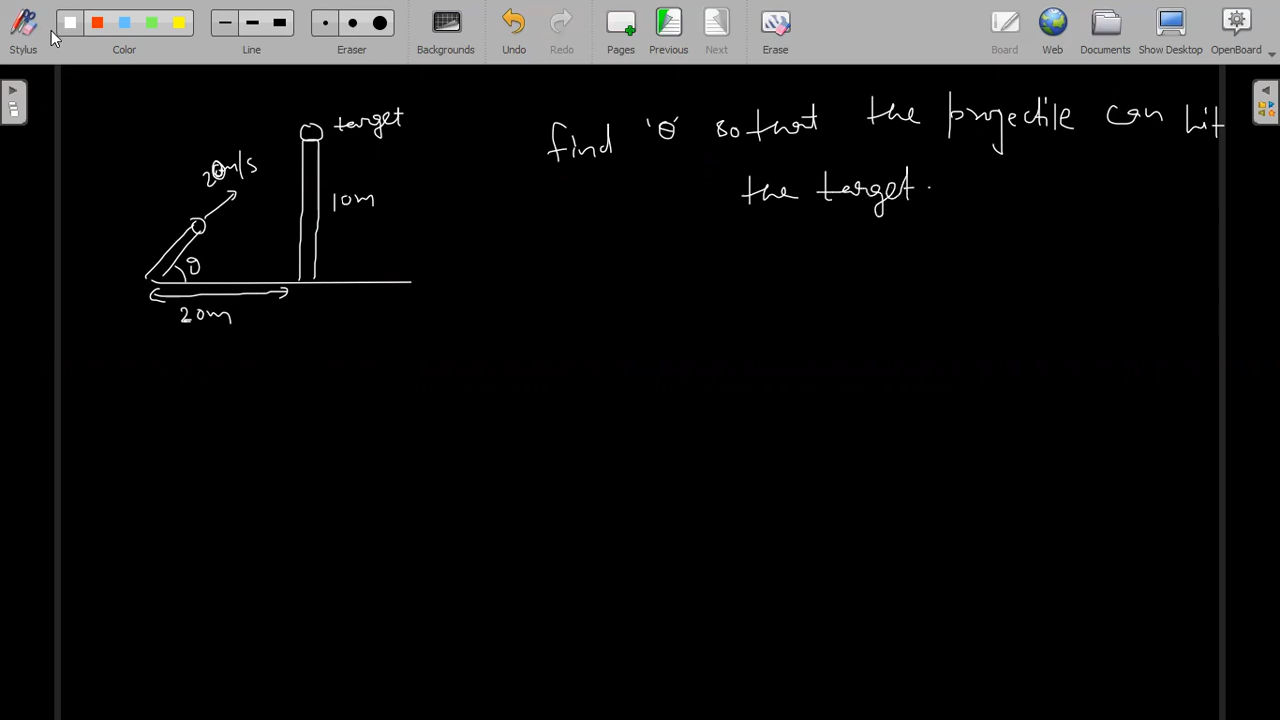 Stylus
Color
Line
Eraser
Backgrounds
Undo
Redo
Pages
Previous
Next
Erase
Board
Web
Documents
Show Desktop
OpenBoard
target
20m/s
10m
θ
20m
find 'θ' so that the projectile can hit
the target.